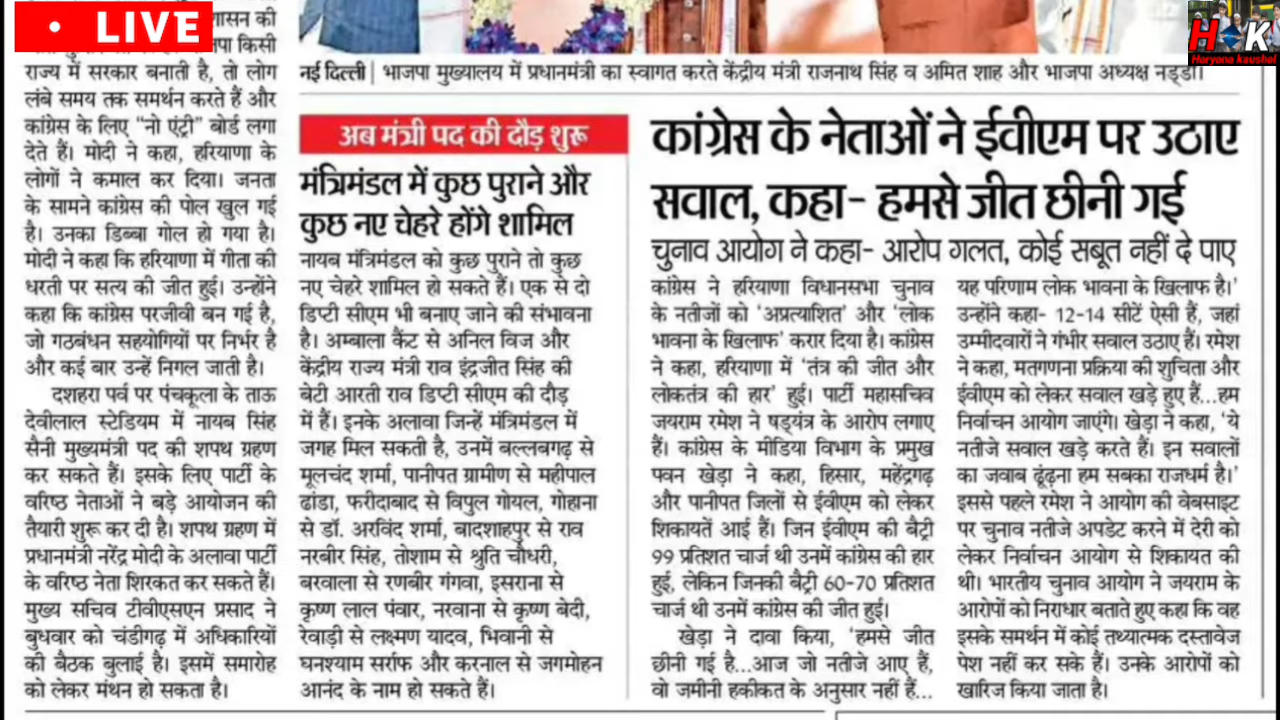 LIVE
HK
Haryana kaushal
शासन की
राज्य में सरकार बनाती है, तो लोग
लंबे समय तक समर्थन करते हैं और
कांग्रेस के लिए “नो एंट्री” बोर्ड लगा
देते हैं। मोदी ने कहा, हरियाणा के
लोगों ने कमाल कर दिया। जनता
के सामने कांग्रेस की पोल खुल गई
है। उनका डिब्बा गोल हो गया है।
मोदी ने कहा कि हरियाणा में गीता की
धरती पर सत्य की जीत हुई। उन्होंने
कहा कि कांग्रेस परजीवी बन गई है,
जो गठबंधन सहयोगियों पर निर्भर है
और कई बार उन्हें निगल जाती है।
दशहरा पर्व पर पंचकूला के ताऊ
देवीलाल स्टेडियम में नायब सिंह
सैनी मुख्यमंत्री पद की शपथ ग्रहण
कर सकते हैं। इसके लिए पार्टी के
वरिष्ठ नेताओं ने बड़े आयोजन की
तैयारी शुरू कर दी है। शपथ ग्रहण में
प्रधानमंत्री नरेंद्र मोदी के अलावा पार्टी
के वरिष्ठ नेता शिरकत कर सकते हैं।
मुख्य सचिव टीवीएसएन प्रसाद ने
बुधवार को चंडीगढ़ में अधिकारियों
की बैठक बुलाई है। इसमें समारोह
को लेकर मंथन हो सकता है।
नई दिल्ली | भाजपा मुख्यालय में प्रधानमंत्री का स्वागत करते केंद्रीय मंत्री राजनाथ सिंह व अमित शाह और भाजपा अध्यक्ष नड्डा।
अब मंत्री पद की दौड़ शुरू
मंत्रिमंडल में कुछ पुराने और
कुछ नए चेहरे होंगे शामिल
नायब मंत्रिमंडल को कुछ पुराने तो कुछ
नए चेहरे शामिल हो सकते हैं। एक से दो
डिप्टी सीएम भी बनाए जाने की संभावना
है। अम्बाला कैंट से अनिल विज और
केंद्रीय राज्य मंत्री राव इंद्रजीत सिंह की
बेटी आरती राव डिप्टी सीएम की दौड़
में हैं। इनके अलावा जिन्हें मंत्रिमंडल में
जगह मिल सकती है, उनमें बल्लबगढ़ से
मूलचंद शर्मा, पानीपत ग्रामीण से महीपाल
ढांडा, फरीदाबाद से विपुल गोयल, गोहाना
से डॉ. अरविंद शर्मा, बादशाहपुर से राव
नरबीर सिंह, तोशाम से श्रुति चौधरी,
बरवाला से रणबीर गंगवा, इसराना से
कृष्ण लाल पंवार, नरवाना से कृष्ण बेदी,
रेवाड़ी से लक्ष्मण यादव, भिवानी से
घनश्याम सर्राफ और करनाल से जगमोहन
आनंद के नाम हो सकते हैं।
कांग्रेस के नेताओं ने ईवीएम पर उठाए
सवाल, कहा- हमसे जीत छीनी गई
चुनाव आयोग ने कहा- आरोप गलत, कोई सबूत नहीं दे पाए
कांग्रेस ने हरियाणा विधानसभा चुनाव
के नतीजों को ‘अप्रत्याशित’ और ‘लोक
भावना के खिलाफ’ करार दिया है। कांग्रेस
ने कहा, हरियाणा में ‘तंत्र की जीत और
लोकतंत्र की हार’ हुई। पार्टी महासचिव
जयराम रमेश ने षड्यंत्र के आरोप लगाए
हैं। कांग्रेस के मीडिया विभाग के प्रमुख
पवन खेड़ा ने कहा, हिसार, महेंद्रगढ़
और पानीपत जिलों से ईवीएम को लेकर
शिकायतें आई हैं। जिन ईवीएम की बैट्री
99 प्रतिशत चार्ज थी उनमें कांग्रेस की हार
हुई, लेकिन जिनकी बैट्री 60-70 प्रतिशत
चार्ज थी उनमें कांग्रेस की जीत हुई।
खेड़ा ने दावा किया, ‘हमसे जीत
छीनी गई है...आज जो नतीजे आए हैं,
वो जमीनी हकीकत के अनुसार नहीं हैं...
यह परिणाम लोक भावना के खिलाफ है।’
उन्होंने कहा- 12-14 सीटें ऐसी हैं, जहां
उम्मीदवारों ने गंभीर सवाल उठाए हैं। रमेश
ने कहा, मतगणना प्रक्रिया की शुचिता और
ईवीएम को लेकर सवाल खड़े हुए हैं...हम
निर्वाचन आयोग जाएंगे। खेड़ा ने कहा, ‘ये
नतीजे सवाल खड़े करते हैं। इन सवालों
का जवाब ढूंढ़ना हम सबका राजधर्म है।’
इससे पहले रमेश ने आयोग की वेबसाइट
पर चुनाव नतीजे अपडेट करने में देरी को
लेकर निर्वाचन आयोग से शिकायत की
थी। भारतीय चुनाव आयोग ने जयराम के
आरोपों को निराधार बताते हुए कहा कि वह
इसके समर्थन में कोई तथ्यात्मक दस्तावेज
पेश नहीं कर सके हैं। उनके आरोपों को
खारिज किया जाता है।